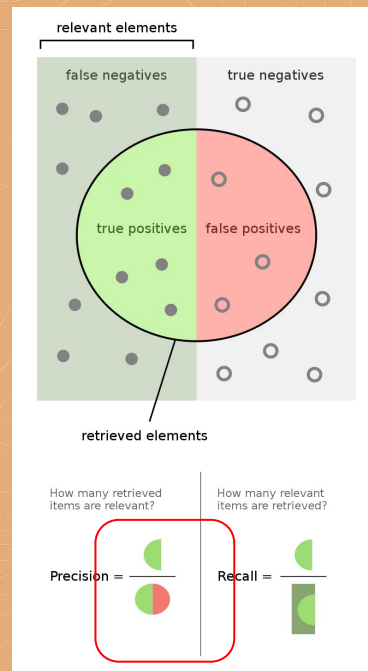 relevant elements
false negatives
true negatives
true positives
false positives
retrieved elements
How many retrieved
items are relevant?
Precision =
How many relevant
items are retrieved?
Recall =